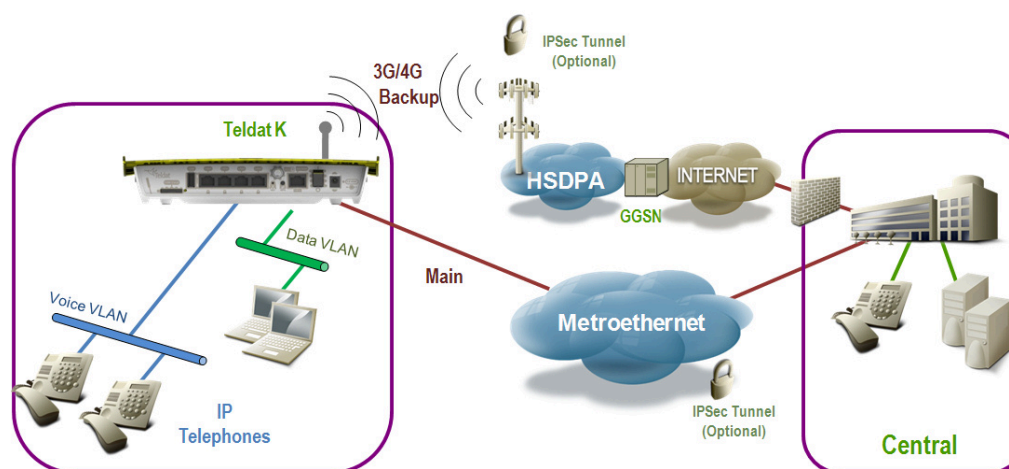 IPSec Tunnel
(Optional)
3G/4G
Backup
Teldat K
HSDPA
INTERNET
GGSN
Data VLAN
Main
Voice VLAN
Metroethernet
IP
Telephones
IPSec Tunnel
(Optional)
Central